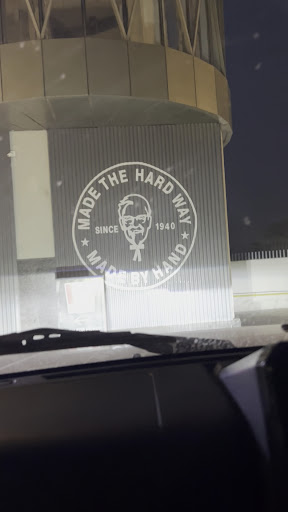 MADE THE HARD WAY
SINCE 1940
★ MADE BY HAND ★